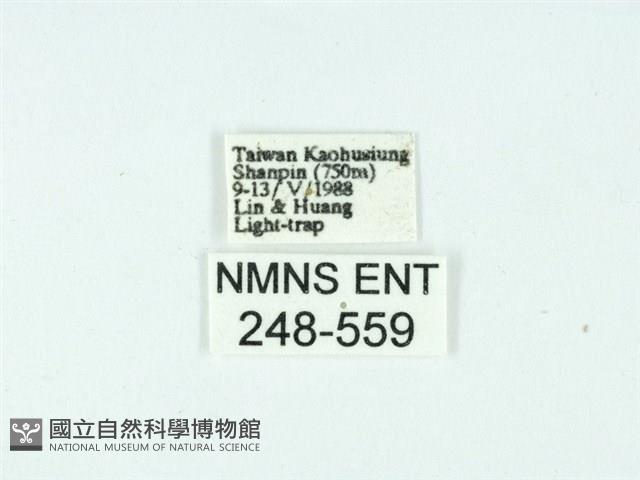 Taiwan Kaohusiung
Shanpin (750m)
9-13/ V/1988
Lin & Huang
Light-trap
NMNS ENT
248-559
國立自然科學博物館
NATIONAL MUSEUM OF NATURAL SCIENCE